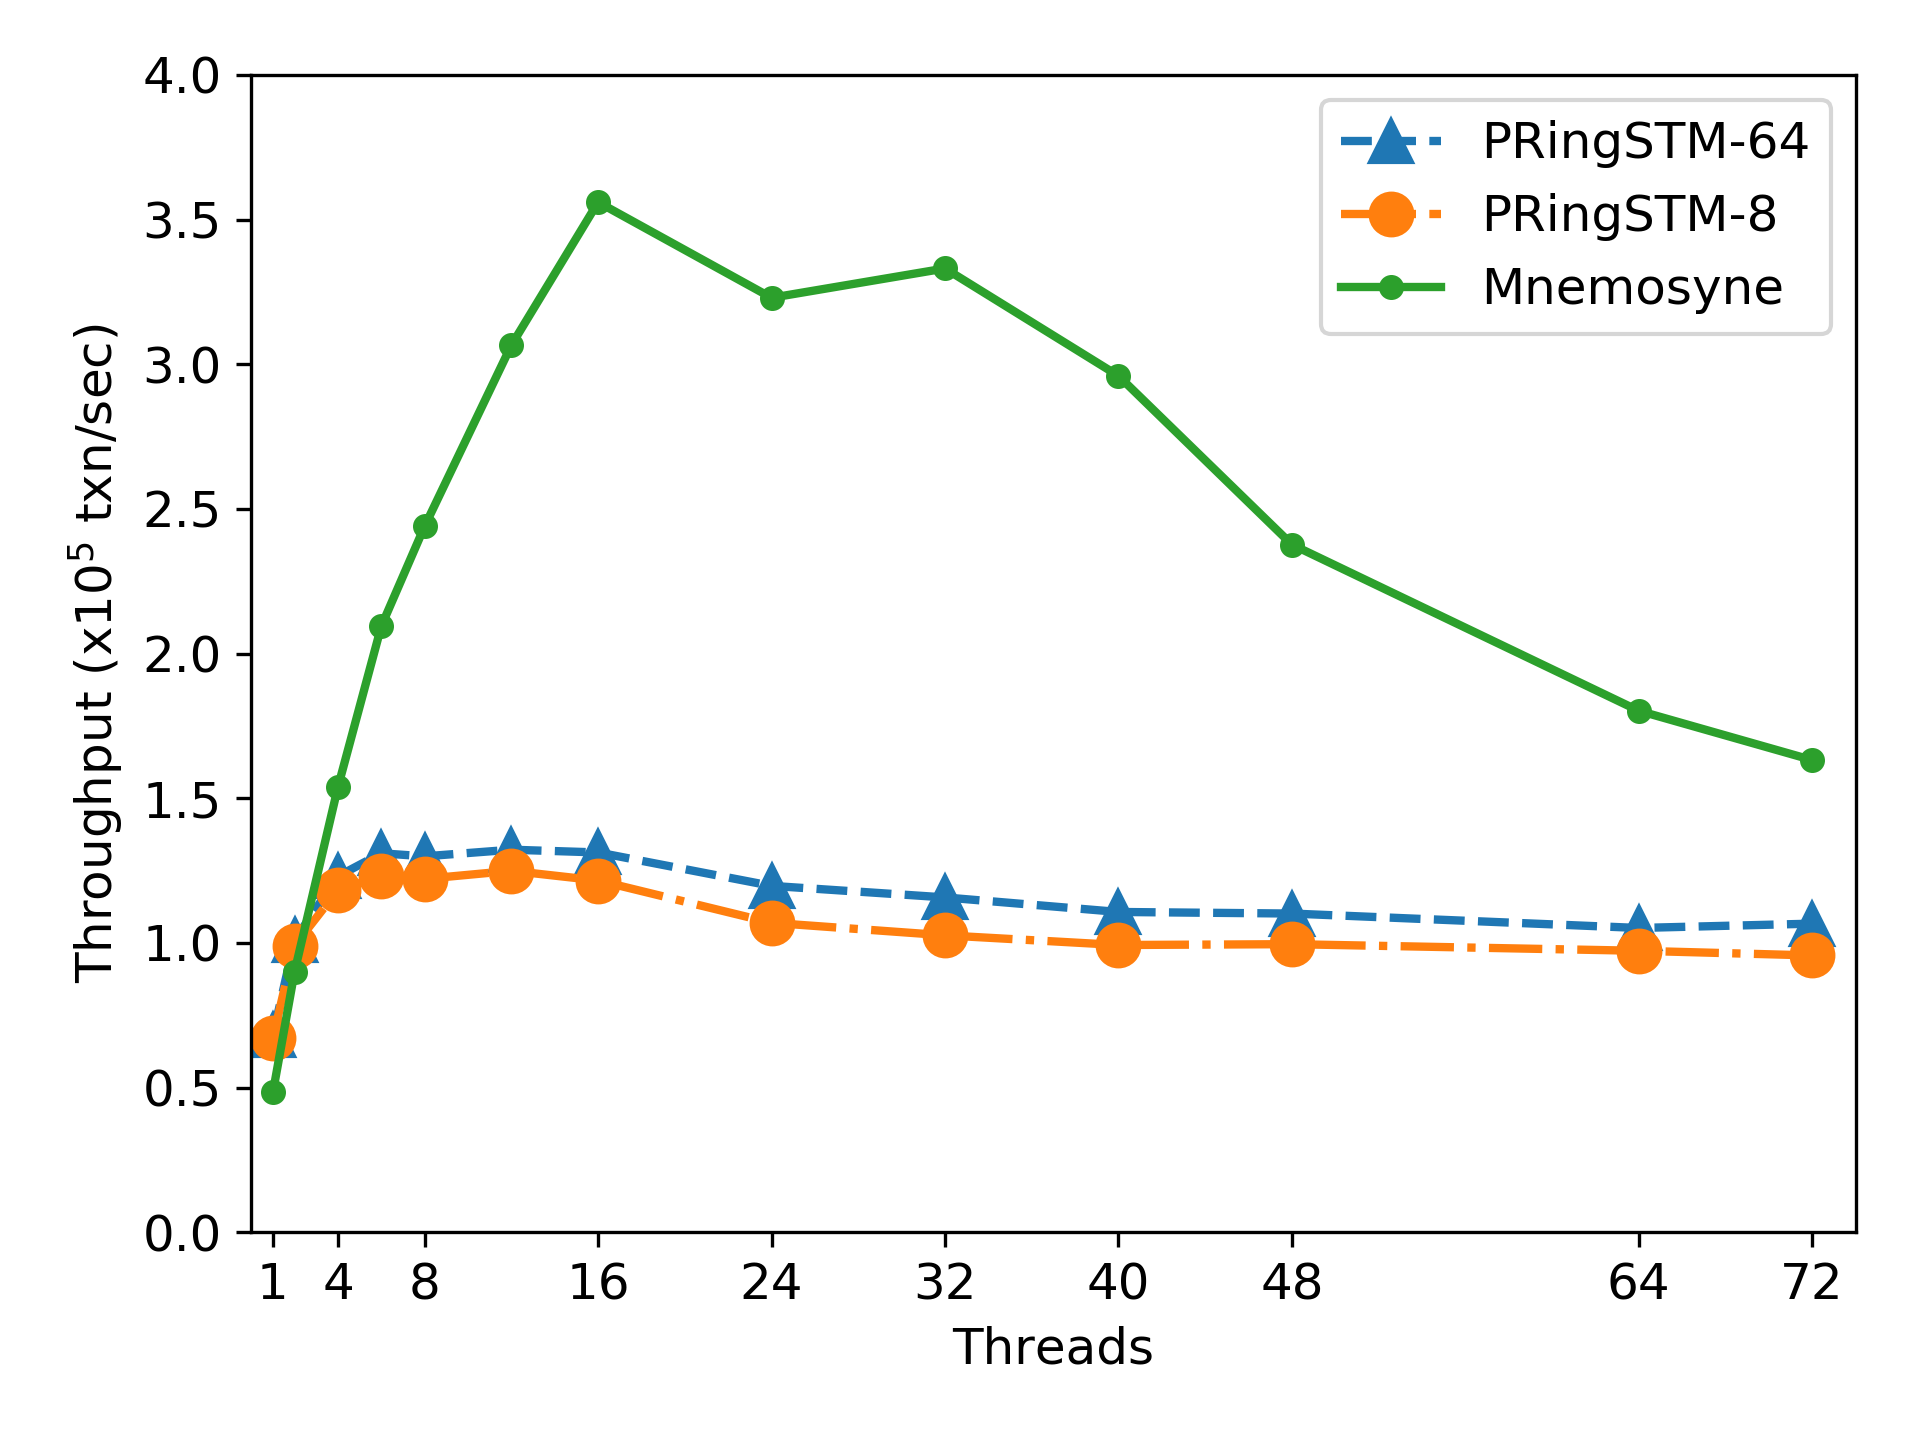 4.0
3.5
3.0
2.5
2.0
1.5
1.0
0.5
0.0
Throughput (x10⁵ txn/sec)
PRingSTM-64
PRingSTM-8
Mnemosyne
1 4 8 16 24 32 40 48 64 72
Threads